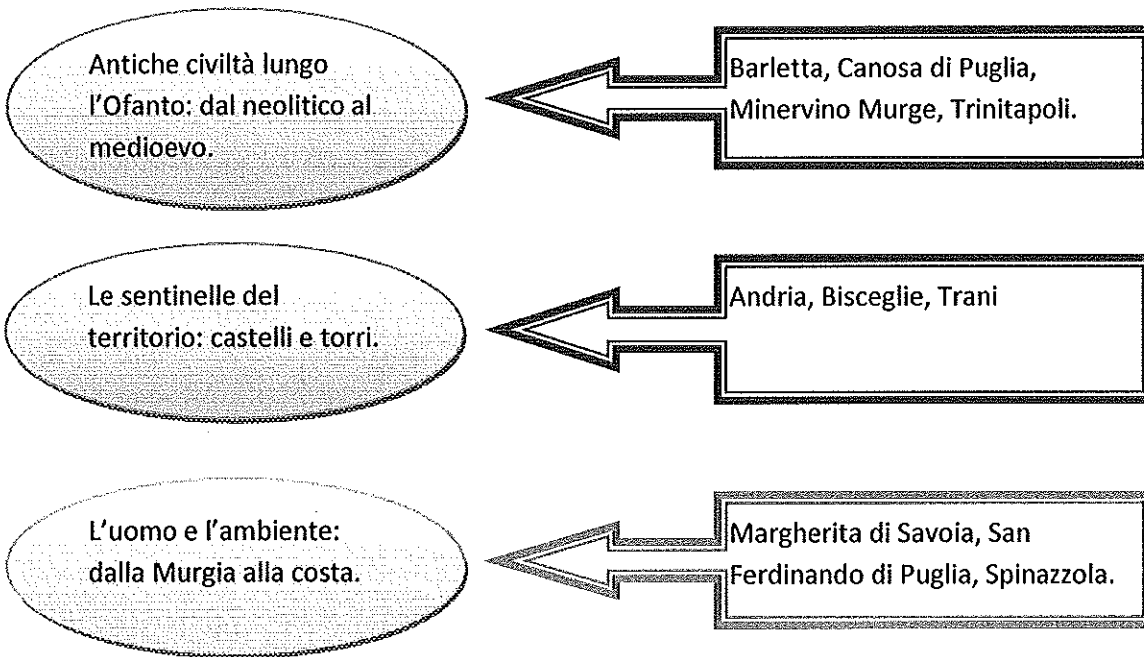 Antiche civiltà lungo
l'Ofanto: dal neolitico al
medioevo.
Barletta, Canosa di Puglia,
Minervino Murge, Trinitapoli.
Le sentinelle del
territorio: castelli e torri.
Andria, Bisceglie, Trani
L'uomo e l'ambiente:
dalla Murgia alla costa.
Margherita di Savoia, San
Ferdinando di Puglia, Spinazzola.